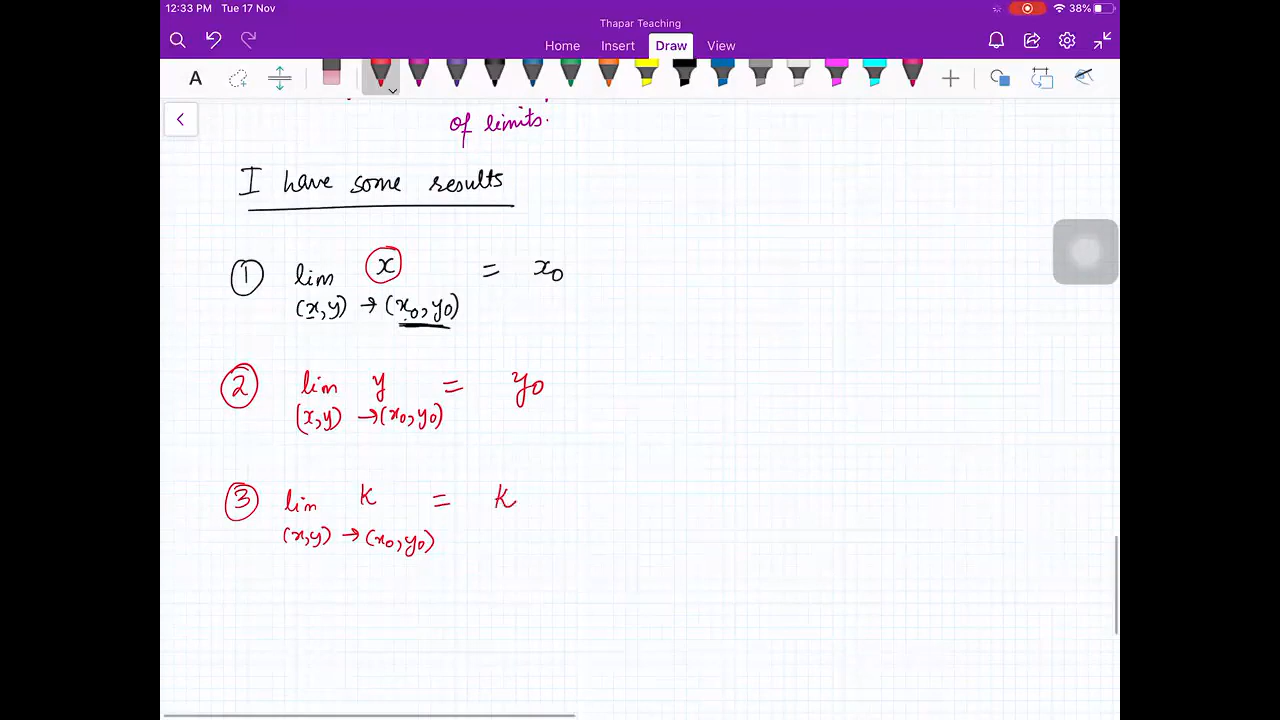 12:33 PM Tue 17 Nov
38%
Thapar Teaching
Home Insert Draw View
A
of limits.
I have some results
① lim x = x₀
(x,y) → (x₀,y₀)
② lim y = y₀
(x,y) → (x₀,y₀)
③ lim k = k
(x,y) → (x₀,y₀)